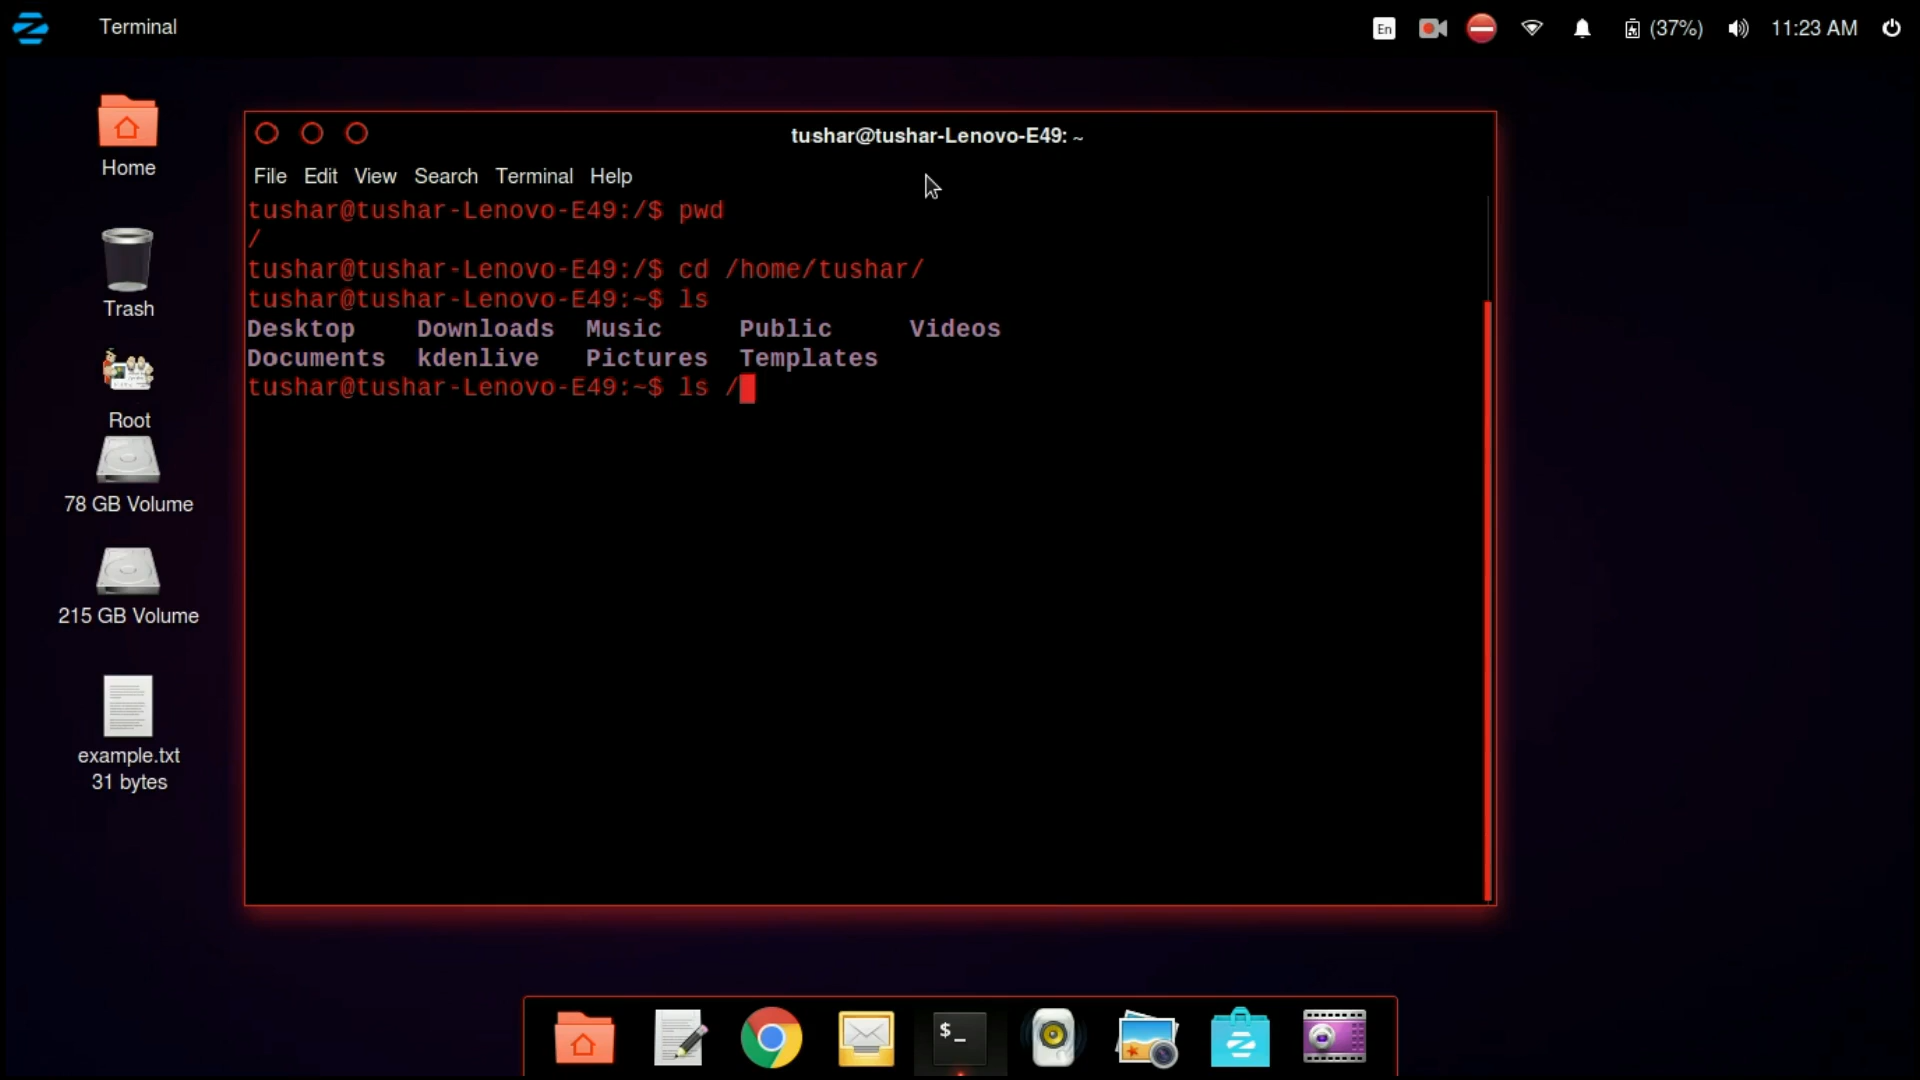 Terminal
En
(37%)
11:23 AM
Home
Trash
Root
78 GB Volume
215 GB Volume
example.txt
31 bytes
tushar@tushar-Lenovo-E49: ~
File Edit View Search Terminal Help
tushar@tushar-Lenovo-E49:/$ pwd
/
tushar@tushar-Lenovo-E49:/$ cd /home/tushar/
tushar@tushar-Lenovo-E49:~$ ls
Desktop Downloads Music Public Videos
Documents kdenlive Pictures Templates
tushar@tushar-Lenovo-E49:~$ ls /
$_